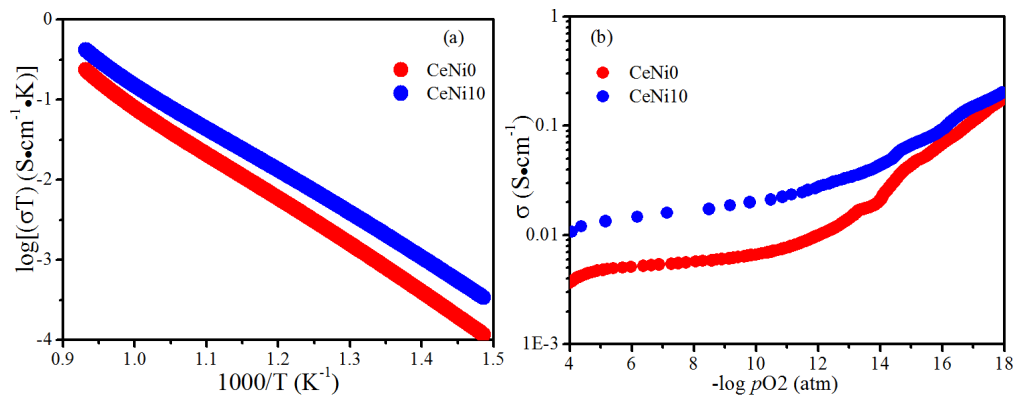 (a)
CeNi0
CeNi10
log[(σT) (S•cm⁻¹•K)]
0
-1
-2
-3
-4
0.9 1.0 1.1 1.2 1.3 1.4 1.5
1000/T (K⁻¹)
(b)
CeNi0
CeNi10
σ (S•cm⁻¹)
1
0.1
0.01
1E-3
4 6 8 10 12 14 16 18
-log pO2 (atm)